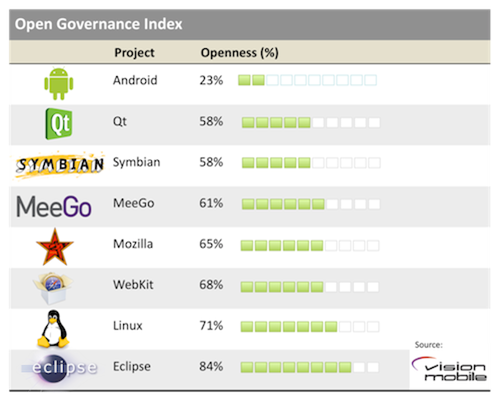 Open Governance Index
Project Openness (%)
Android 23%
Qt Qt 58%
SYMBIAN Symbian 58%
MeeGo MeeGo 61%
Mozilla 65%
WebKit 68%
Linux 71%
eclipse Eclipse 84%
Source:
vision
mobile